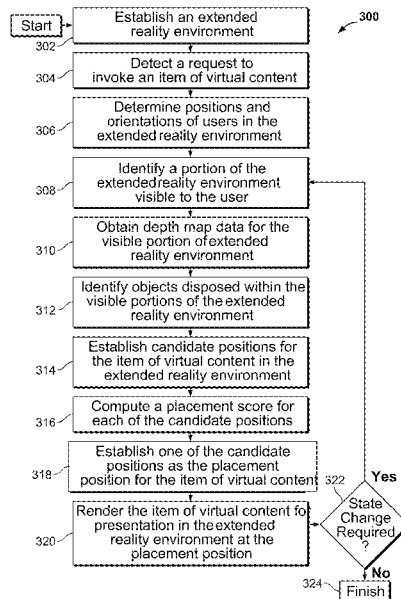 Start
Establish an extended
reality environment
300
302
Detect a request to
invoke an item of virtual content
304
Determine positions and
orientations of users in the
extended reality environment
306
Identify a portion of the
extended reality environment
visible to the user
308
Obtain depth map data for the
visible portion of extended
reality environment
310
Identify objects disposed within the
visible portions of the extended
reality environment
312
Establish candidate positions for
the item of virtual content in the
extended reality environment
314
Compute a placement score for
each of the candidate positions
316
Establish one of the candidate
positions as the placement
position for the item of virtual content
318
Render the item of virtual content fo
presentation in the extended
reality environment at the
placement position
320
322
State
Change
Required
?
Yes
No
324
Finish